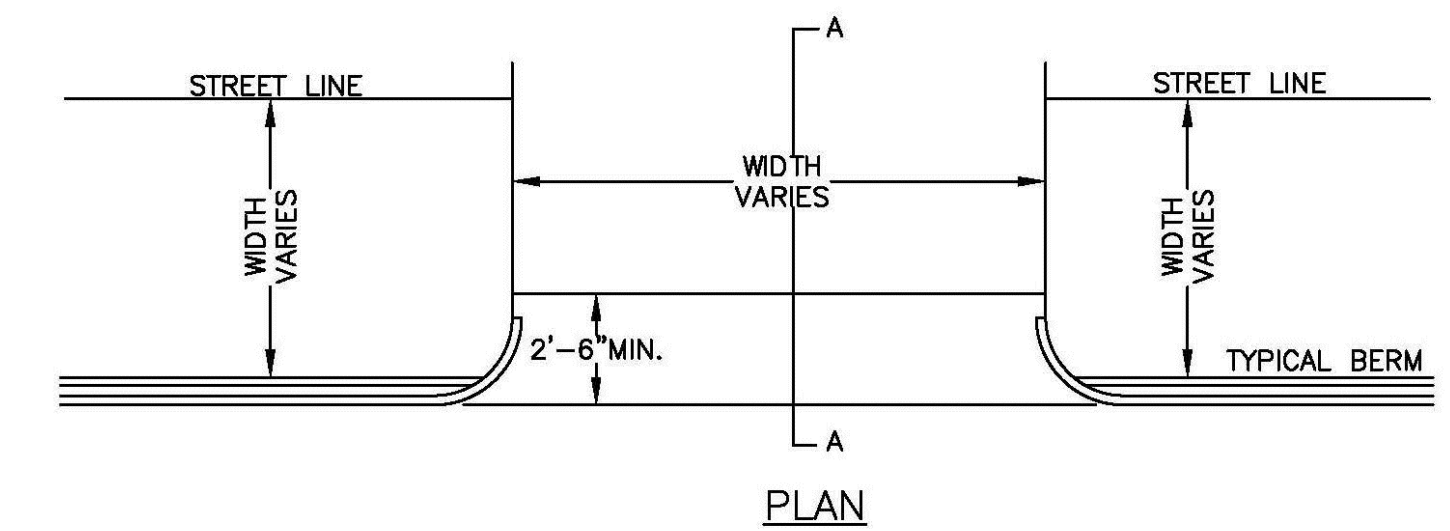 A
STREET LINE
STREET LINE
WIDTH
VARIES
WIDTH
VARIES
WIDTH
VARIES
2'-6"MIN.
TYPICAL BERM
A
PLAN